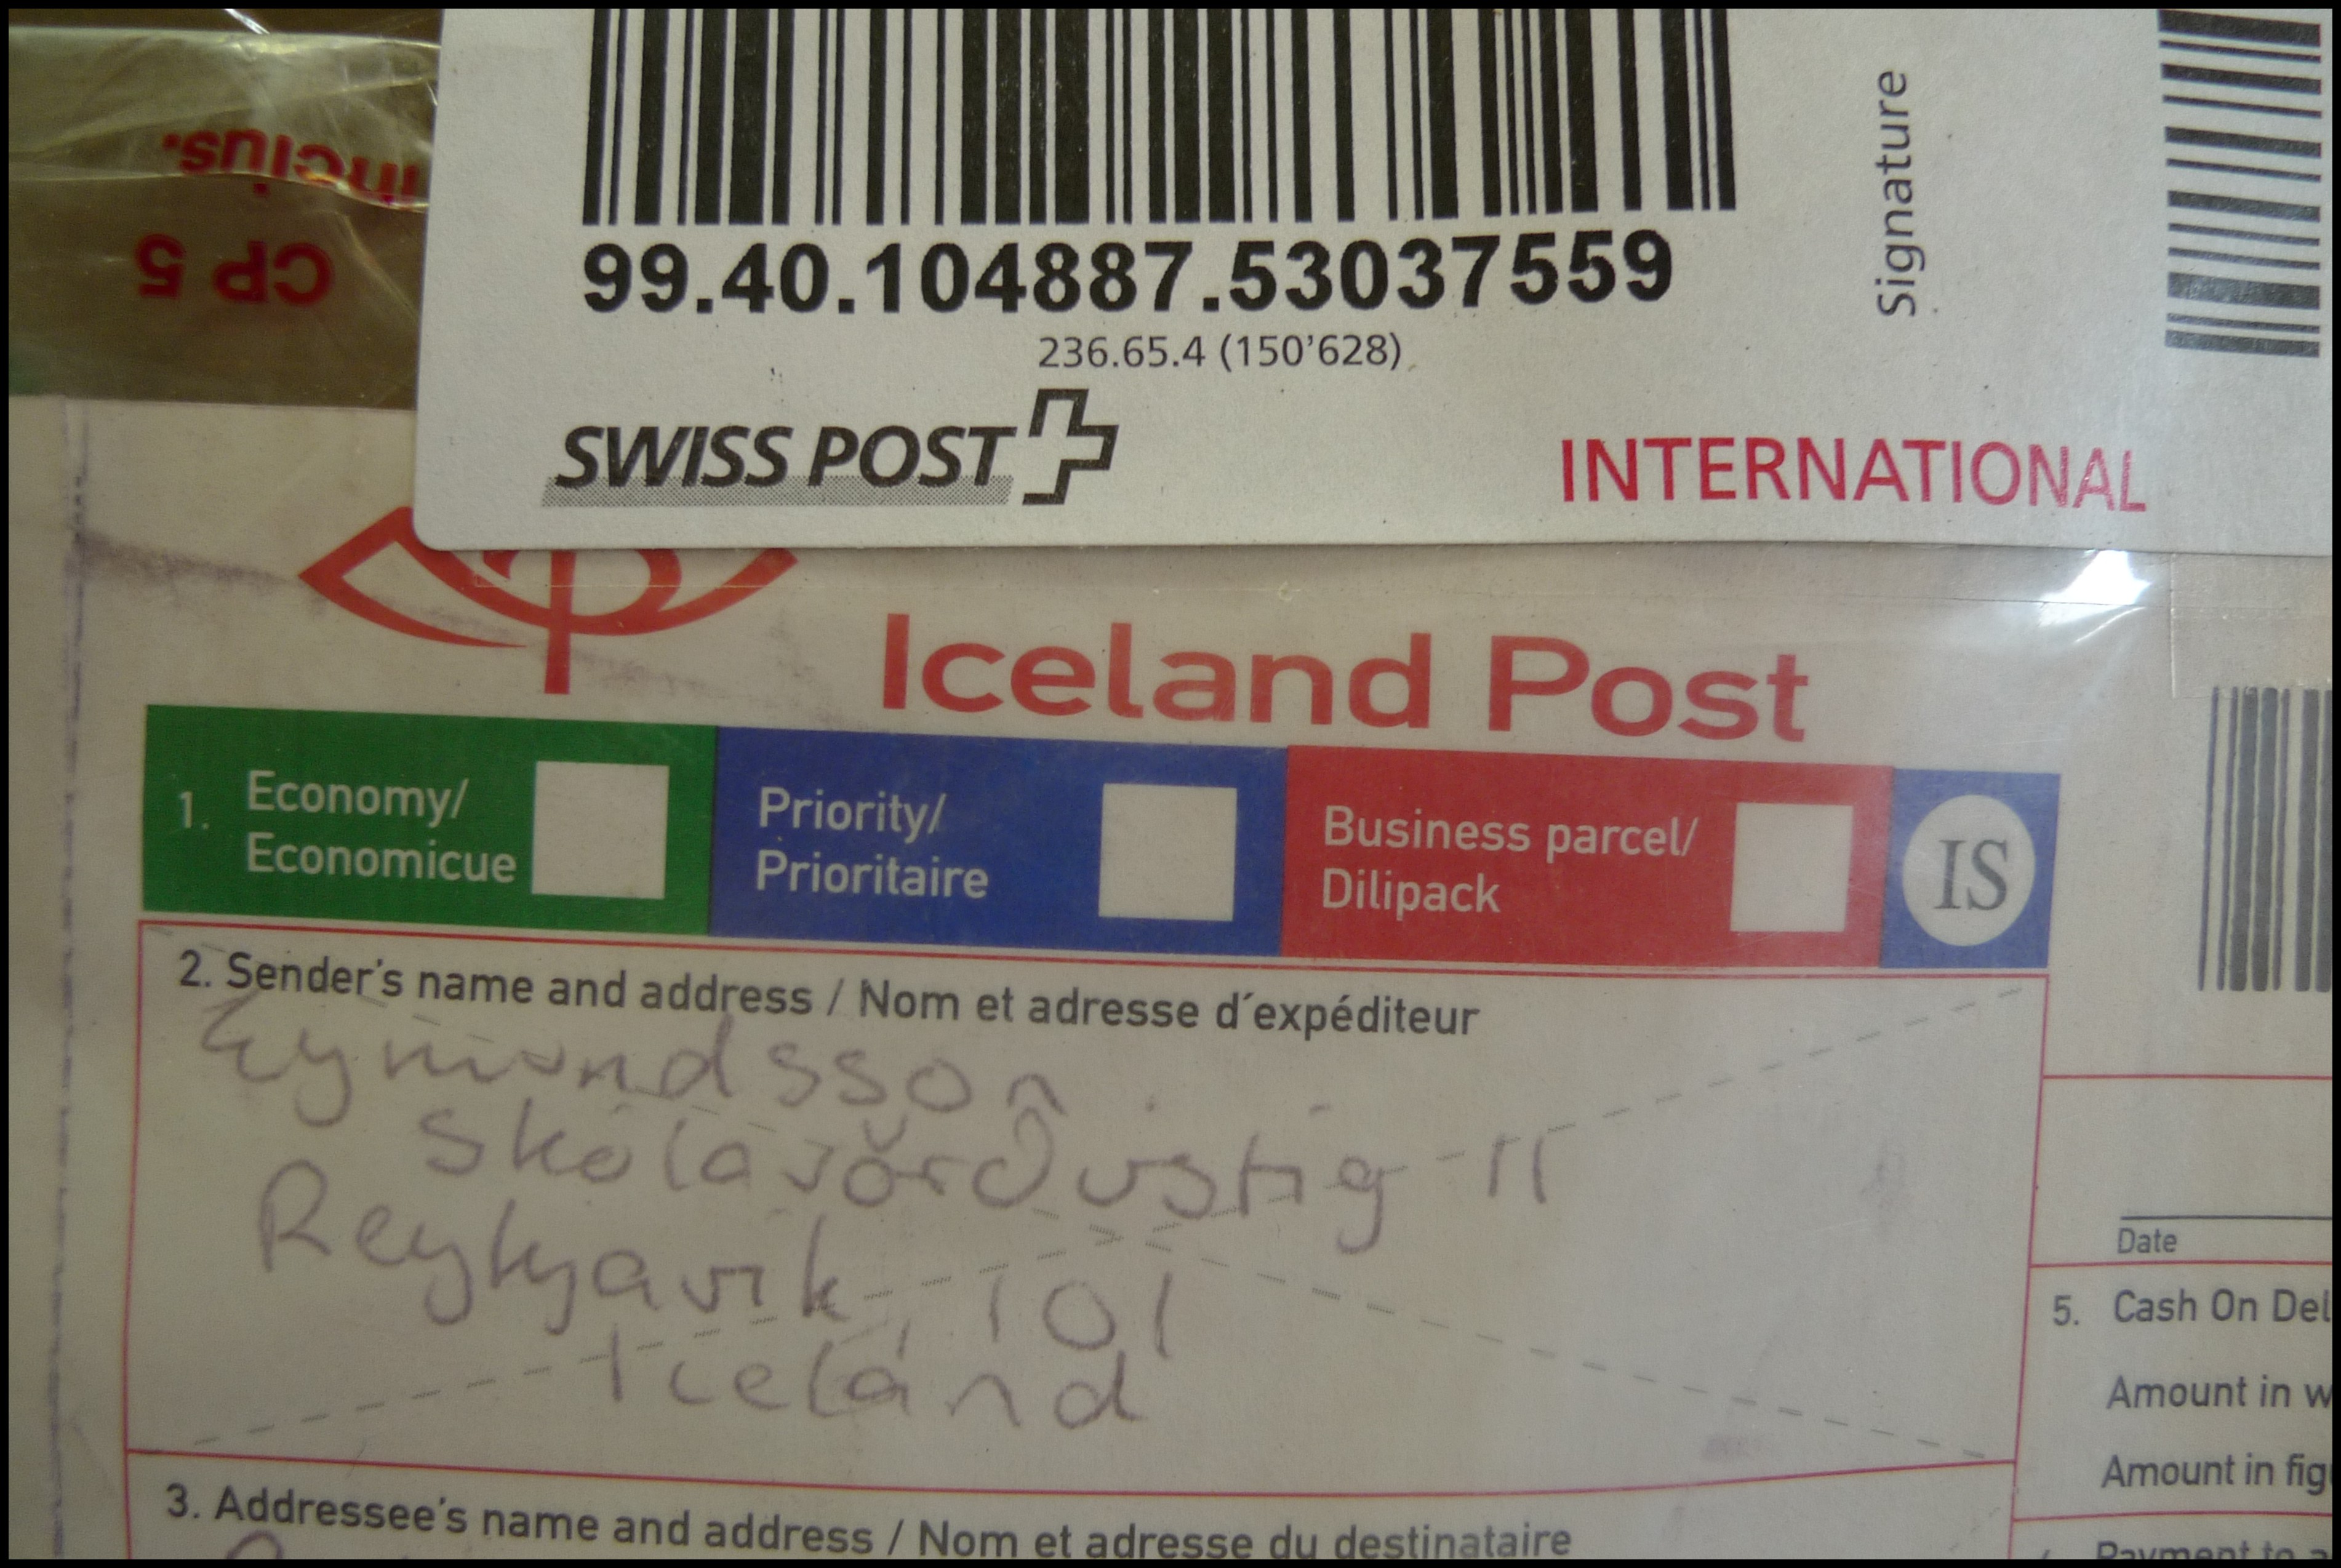 inclus.
CP 5
99.40.104887.53037559
236.65.4 (150'628)
Signature
SWISS POST
INTERNATIONAL
Iceland Post
1. Economy/
Economicue
Priority/
Prioritaire
Business parcel/
Dilipack
IS
2. Sender's name and address / Nom et adresse d´expéditeur
Eymundsson
Skólavörðustig 11
Reykjavik, 101
Iceland
Date
5. Cash On Del
Amount in w
Amount in fig
3. Addressee's name and address / Nom et adresse du destinataire
Payment to a